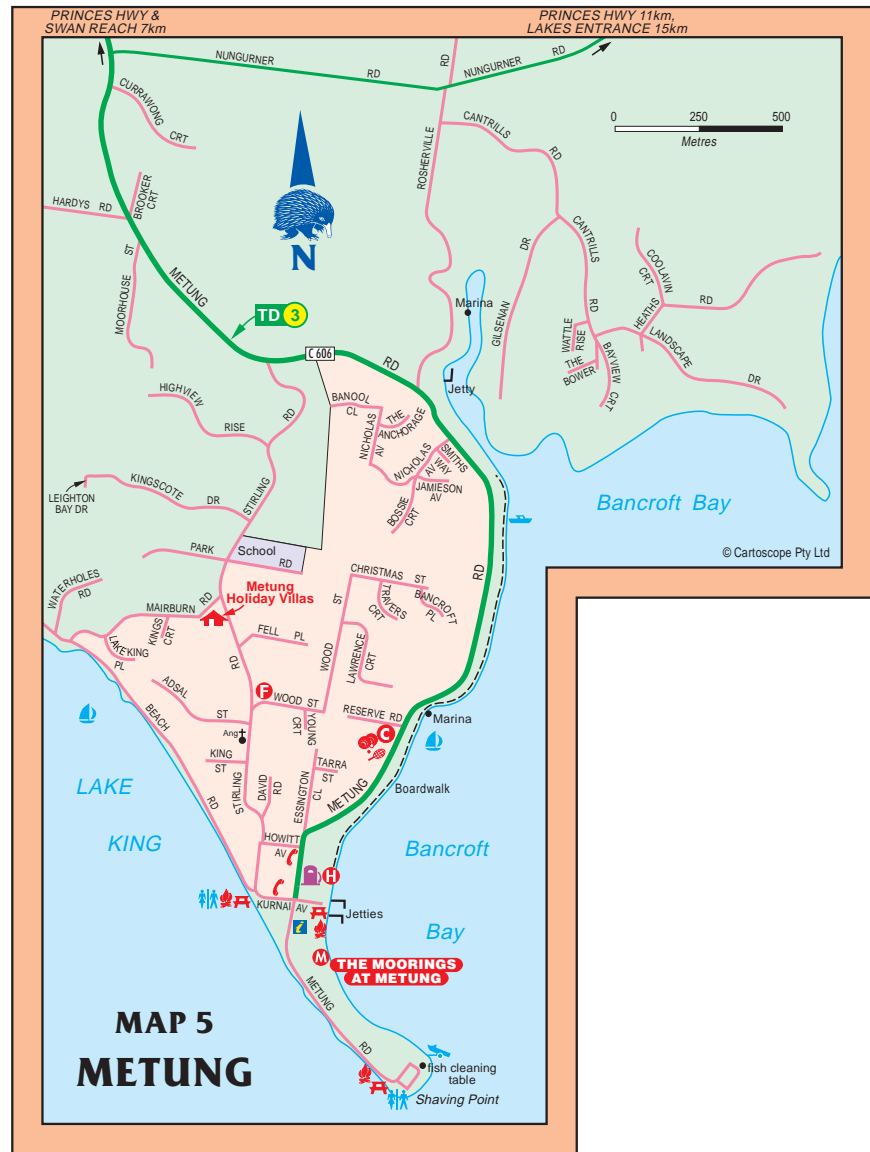 PRINCES HWY &
SWAN REACH 7km
PRINCES HWY 11km,
LAKES ENTRANCE 15km
NUNGURNER
RD
NUNGURNER
RD
RD
ROSHERVILLE
CURRAWONG
CRT
CANTRILLS
RD
0
250
500
Metres
HARDYS RD
BROOKER
CRT
MOORHOUSE
ST
N
METUNG
TD 3
C 606
RD
Marina
Jetty
GILSENAN
DR
CANTRILLS
RD
WATTLE
RISE
THE
BOWER
BAYVIEW CRT
HEATHS
RD
COOLAVIN
CRT
LANDSCAPE
DR
HIGHVIEW
RISE
RD
STIRLING
BANOOL
CL
NICHOLAS
AV
THE
ANCHORAGE
NICHOLAS
AV
SMITHS
WAY
JAMIESON
AV
BOSSIE
CRT
LEIGHTON
BAY DR
KINGSCOTE
DR
Bancroft Bay
© Cartoscope Pty Ltd
PARK
RD
School
RD
WATERHOLES
RD
Metung
Holiday Villas
MAIRBURN
RD
KINGS
CRT
LAKE KING
PL
CHRISTMAS ST
TRAVERS
CRT
BANCROFT
PL
FELL PL
WOOD
ST
LAWRENCE
CRT
RD
ADSAL
ST
F
WOOD ST
YOUNG
CRT
RESERVE RD
C
Marina
Ang
KING
ST
BEACH
RD
STIRLING
DAVID
RD
ESSINGTON
CL
TARRA
ST
METUNG
Boardwalk
LAKE
KING
HOWITT
AV
Bancroft
Bay
H
KURNAI AV
Jetties
i
M
THE MOORINGS
AT METUNG
METUNG
RD
MAP 5
METUNG
fish cleaning
table
Shaving Point